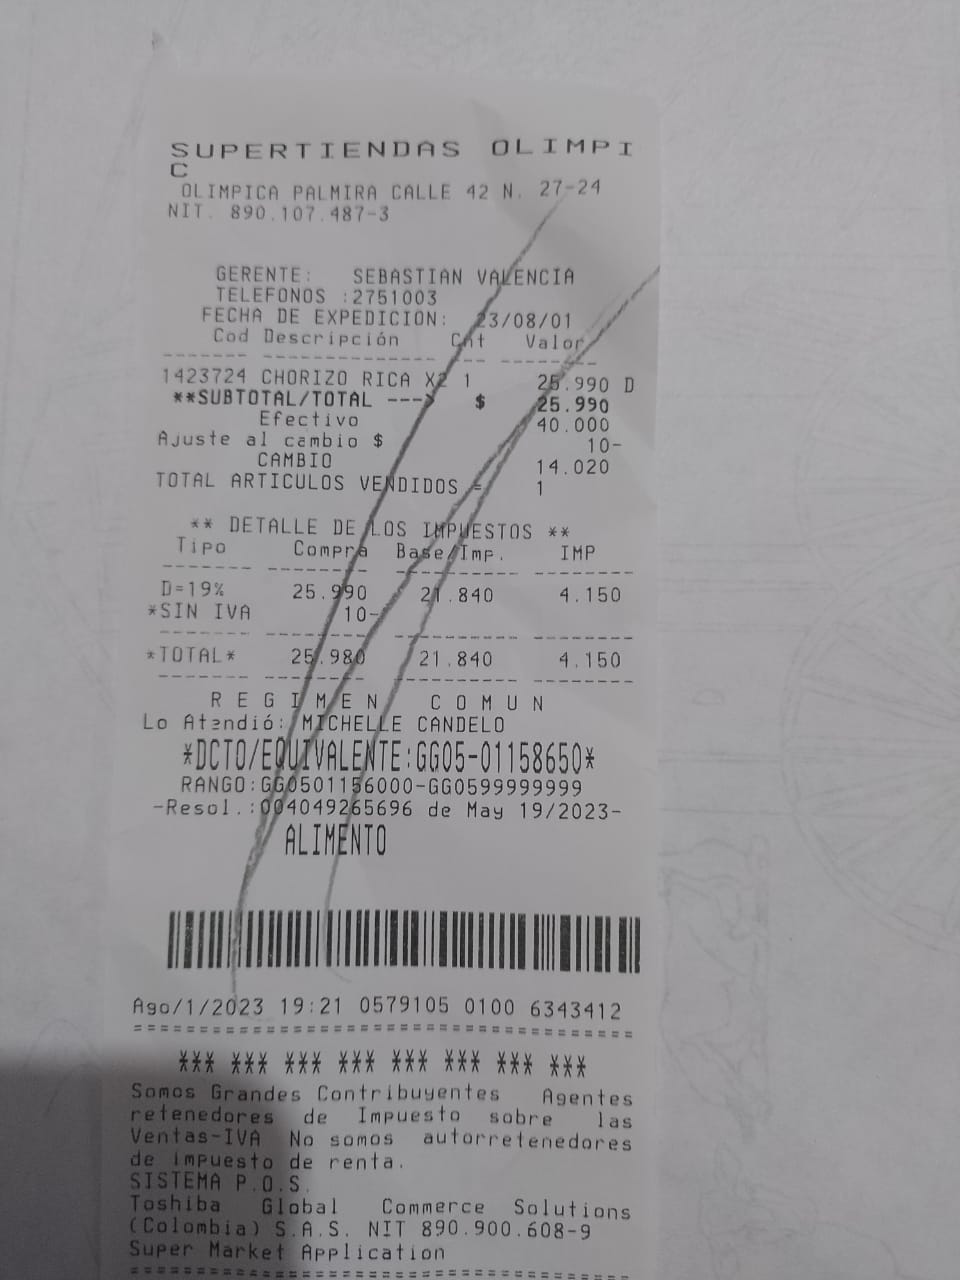 SUPERTIENDAS OLIMPI
C
OLIMPICA PALMIRA CALLE 42 N. 27-24
NIT. 890.107.487-3
GERENTE: SEBASTIAN VALENCIA
TELEFONOS :2751003
FECHA DE EXPEDICION: 23/08/01
Cod Descripción Cnt Valor
1423724 CHORIZO RICA X2 1 25.990 D
**SUBTOTAL/TOTAL ---> $ 25.990
Efectivo 40.000
Ajuste al cambio $ 10-
CAMBIO 14.020
TOTAL ARTICULOS VENDIDOS = 1
** DETALLE DE LOS IMPUESTOS **
Tipo Compra Base/Imp. IMP
D=19% 25.990 21.840 4.150
*SIN IVA 10-
*TOTAL* 25.980 21.840 4.150
R E G I M E N C O M U N
Lo Atendió: MICHELLE CANDELO
*DCTO/EQUIVALENTE:GG05-01158650*
RANGO:GG0501156000-GG0599999999
-Resol.:004049265696 de May 19/2023-
ALIMENTO
Ago/1/2023 19:21 0579105 0100 6343412
====================================
*** *** *** *** *** *** *** ***
Somos Grandes Contribuyentes Agentes
retenedores de Impuesto sobre las
Ventas-IVA No somos autorretenedores
de impuesto de renta.
SISTEMA P.O.S.
Toshiba Global Commerce Solutions
(Colombia) S.A.S. NIT 890.900.608-9
Super Market Application
====================================